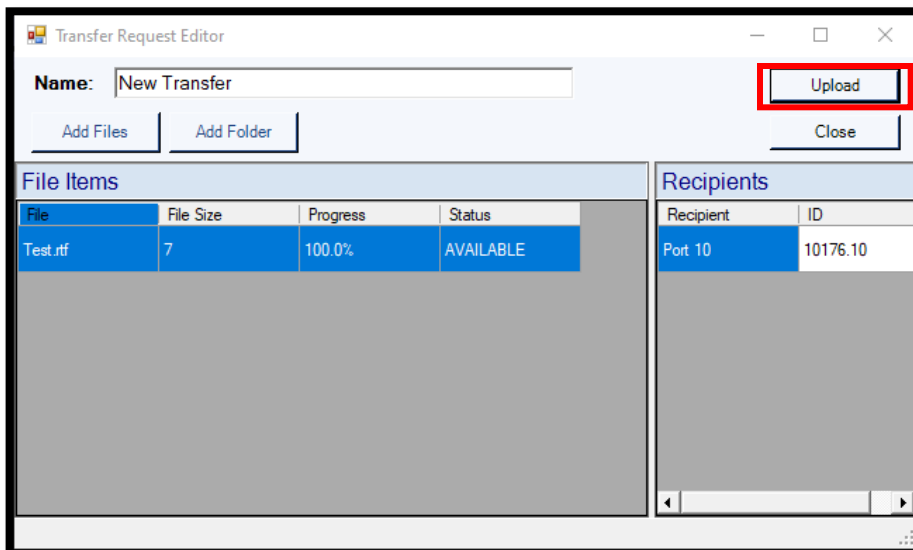 Transfer Request Editor
Name: New Transfer
Upload
Add Files Add Folder Close
File Items Recipients
File File Size Progress Status Recipient ID
Test.rtf 7 100.0% AVAILABLE Port 10 10176.10